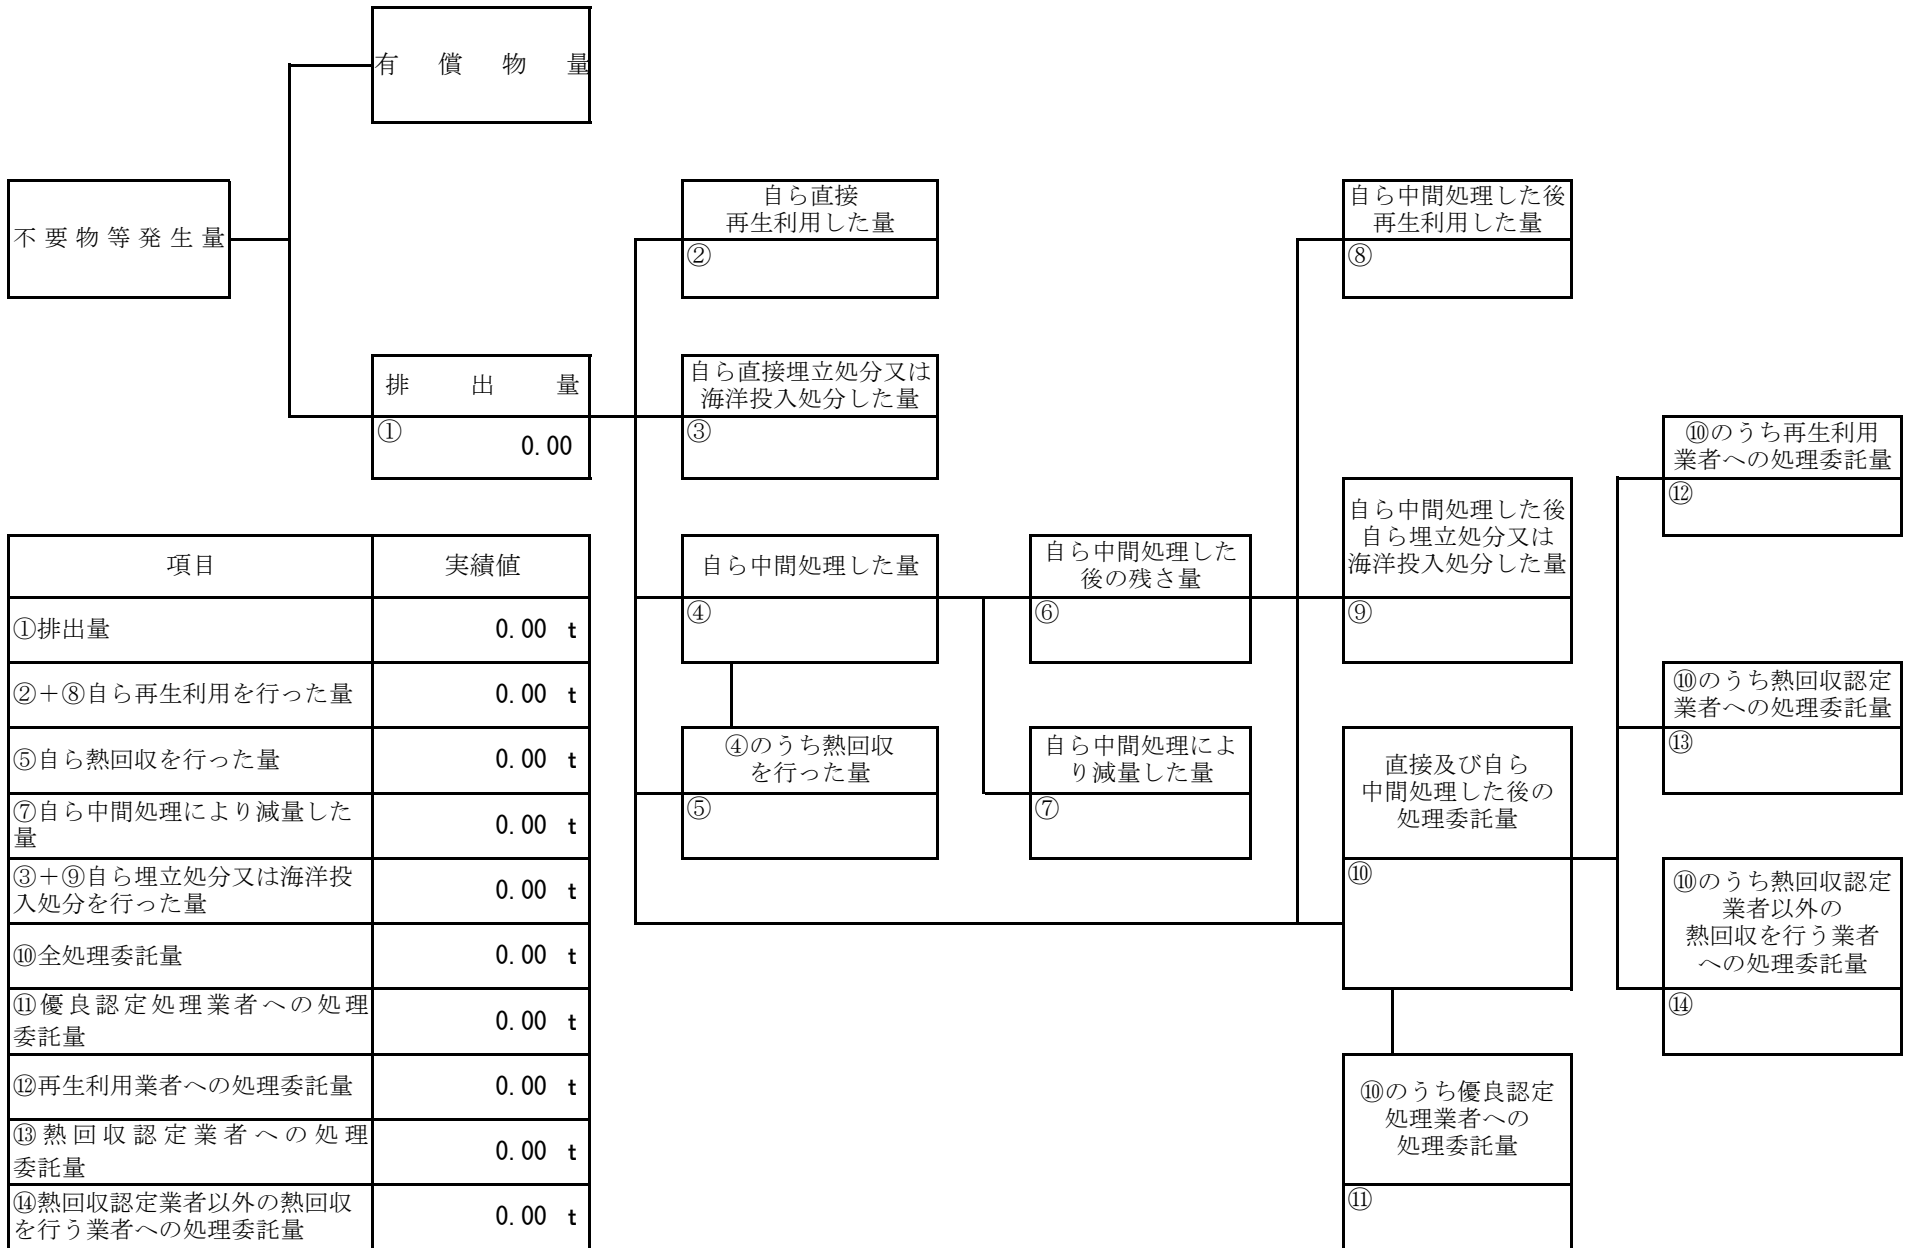 有償物量
不要物等発生量
排出量
①
0.00
自ら直接
再生利用した量
②
自ら直接埋立処分又は
海洋投入処分した量
③
自ら中間処理した量
④
④のうち熱回収
を行った量
⑤
自ら中間処理した
後の残さ量
⑥
自ら中間処理によ
り減量した量
⑦
自ら中間処理した後
再生利用した量
⑧
自ら中間処理した後
自ら埋立処分又は
海洋投入処分した量
⑨
直接及び自ら
中間処理した後の
処理委託量
⑩
⑩のうち優良認定
処理業者への
処理委託量
⑪
⑩のうち再生利用
業者への処理委託量
⑫
⑩のうち熱回収認定
業者への処理委託量
⑬
⑩のうち熱回収認定
業者以外の
熱回収を行う業者
への処理委託量
⑭
項目 実績値
①排出量 0.00 t
②+⑧自ら再生利用を行った量 0.00 t
⑤自ら熱回収を行った量 0.00 t
⑦自ら中間処理により減量した
量 0.00 t
③+⑨自ら埋立処分又は海洋投
入処分を行った量 0.00 t
⑩全処理委託量 0.00 t
⑪優良認定処理業者への処理
委託量 0.00 t
⑫再生利用業者への処理委託量 0.00 t
⑬熱回収認定業者への処理
委託量 0.00 t
⑭熱回収認定業者以外の熱回収
を行う業者への処理委託量 0.00 t